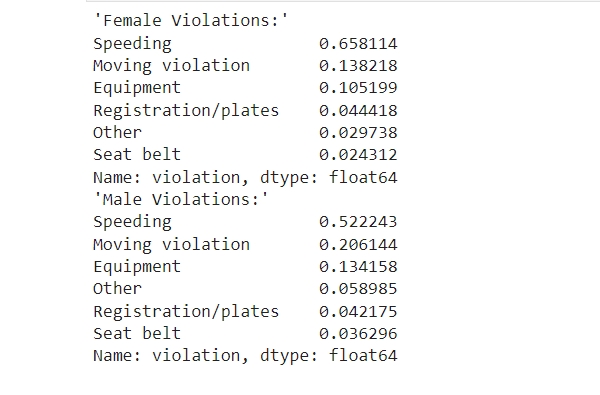 'Female Violations:'
Speeding 0.658114
Moving violation 0.138218
Equipment 0.105199
Registration/plates 0.044418
Other 0.029738
Seat belt 0.024312
Name: violation, dtype: float64
'Male Violations:'
Speeding 0.522243
Moving violation 0.206144
Equipment 0.134158
Other 0.058985
Registration/plates 0.042175
Seat belt 0.036296
Name: violation, dtype: float64